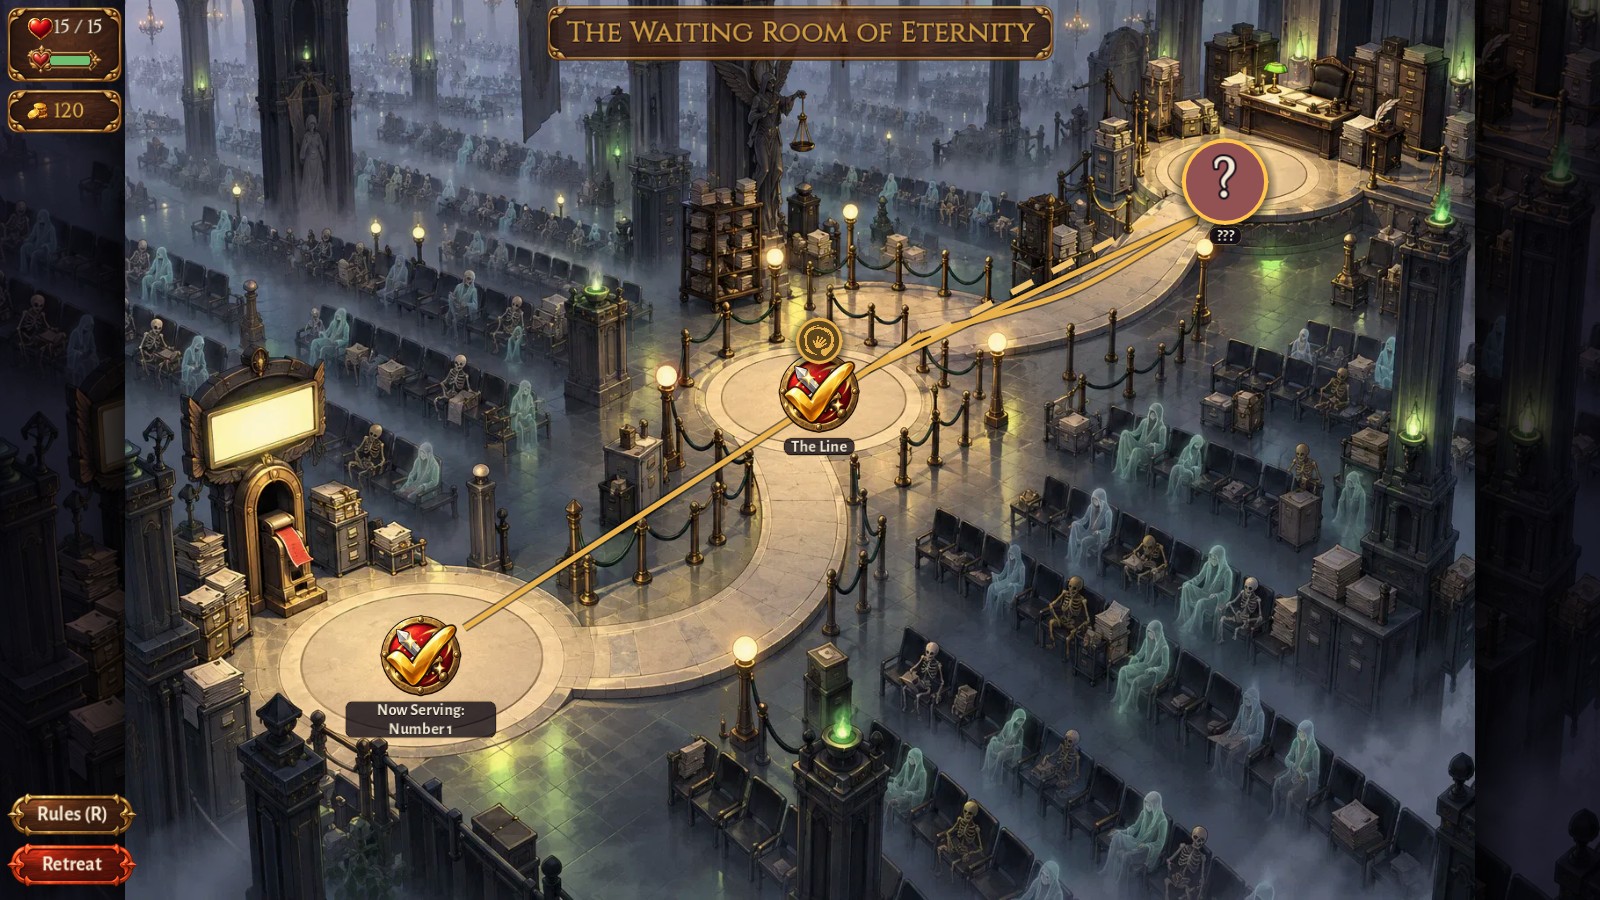 15 / 15
THE WAITING ROOM OF ETERNITY
120
?
???
The Line
Now Serving:
Number 1
Rules (R)
Retreat